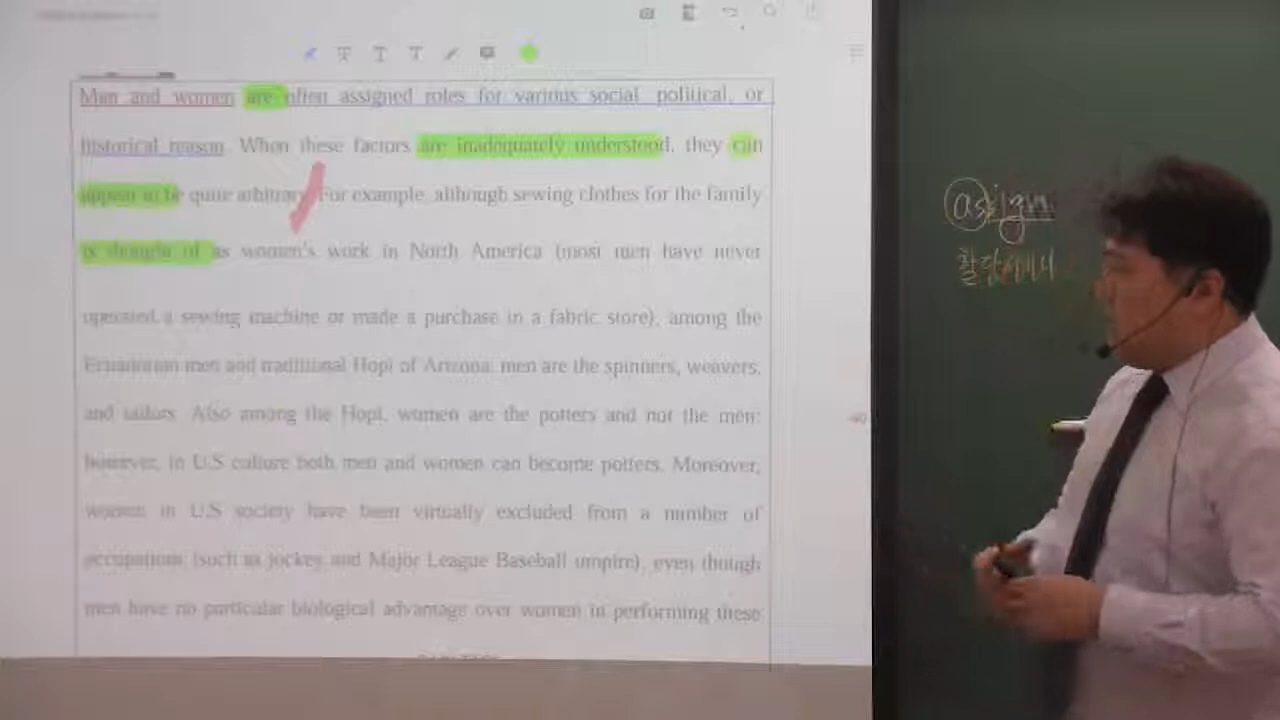 Men and women are often assigned roles for various social political, or
historical reason. When these factors are inadequately understood, they can
appear to be quite arbitrary. For example, although sewing clothes for the family
is thought of as women's work in North America (most men have never
operated a sewing machine or made a purchase in a fabric store), among the
Ecuadorian men and traditional Hopi of Arizona, men are the spinners, weavers,
and tailors. Also among the Hopi, women are the potters and not the men;
however, in U.S culture both men and women can become potters. Moreover,
women in U.S society have been virtually excluded from a number of
occupations (such as jockey and Major League Baseball umpire), even though
men have no particular biological advantage over women in performing these
assign